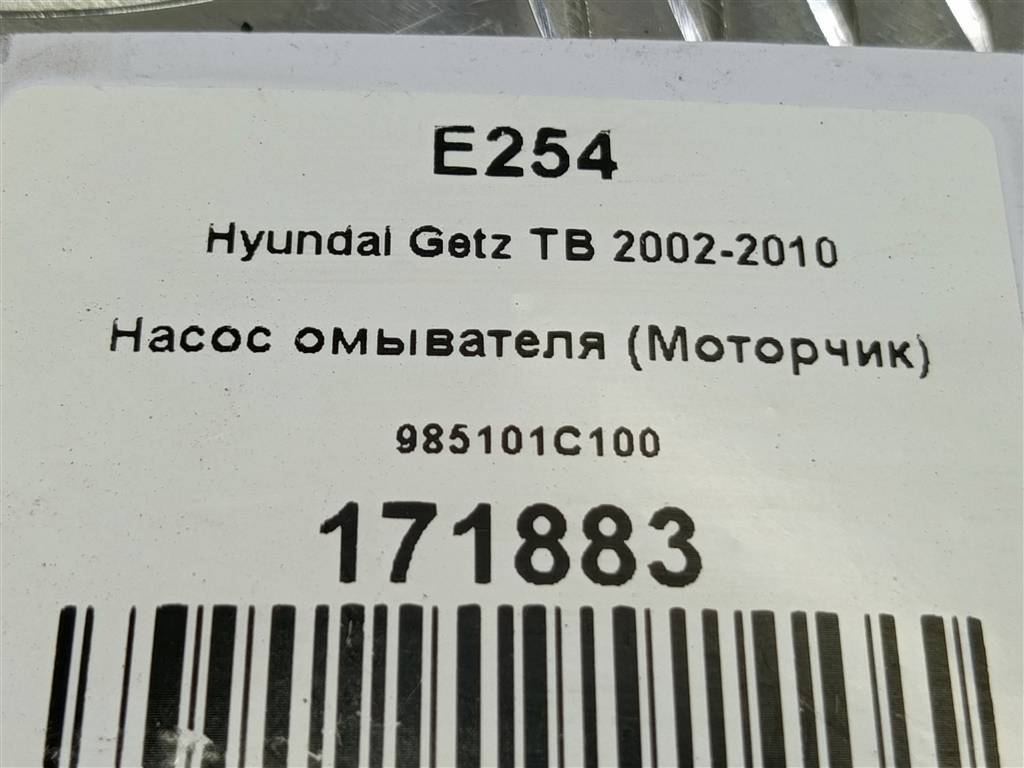 E254
Hyundai Getz TB 2002-2010
Насос омывателя (Моторчик)
985101C100
171883